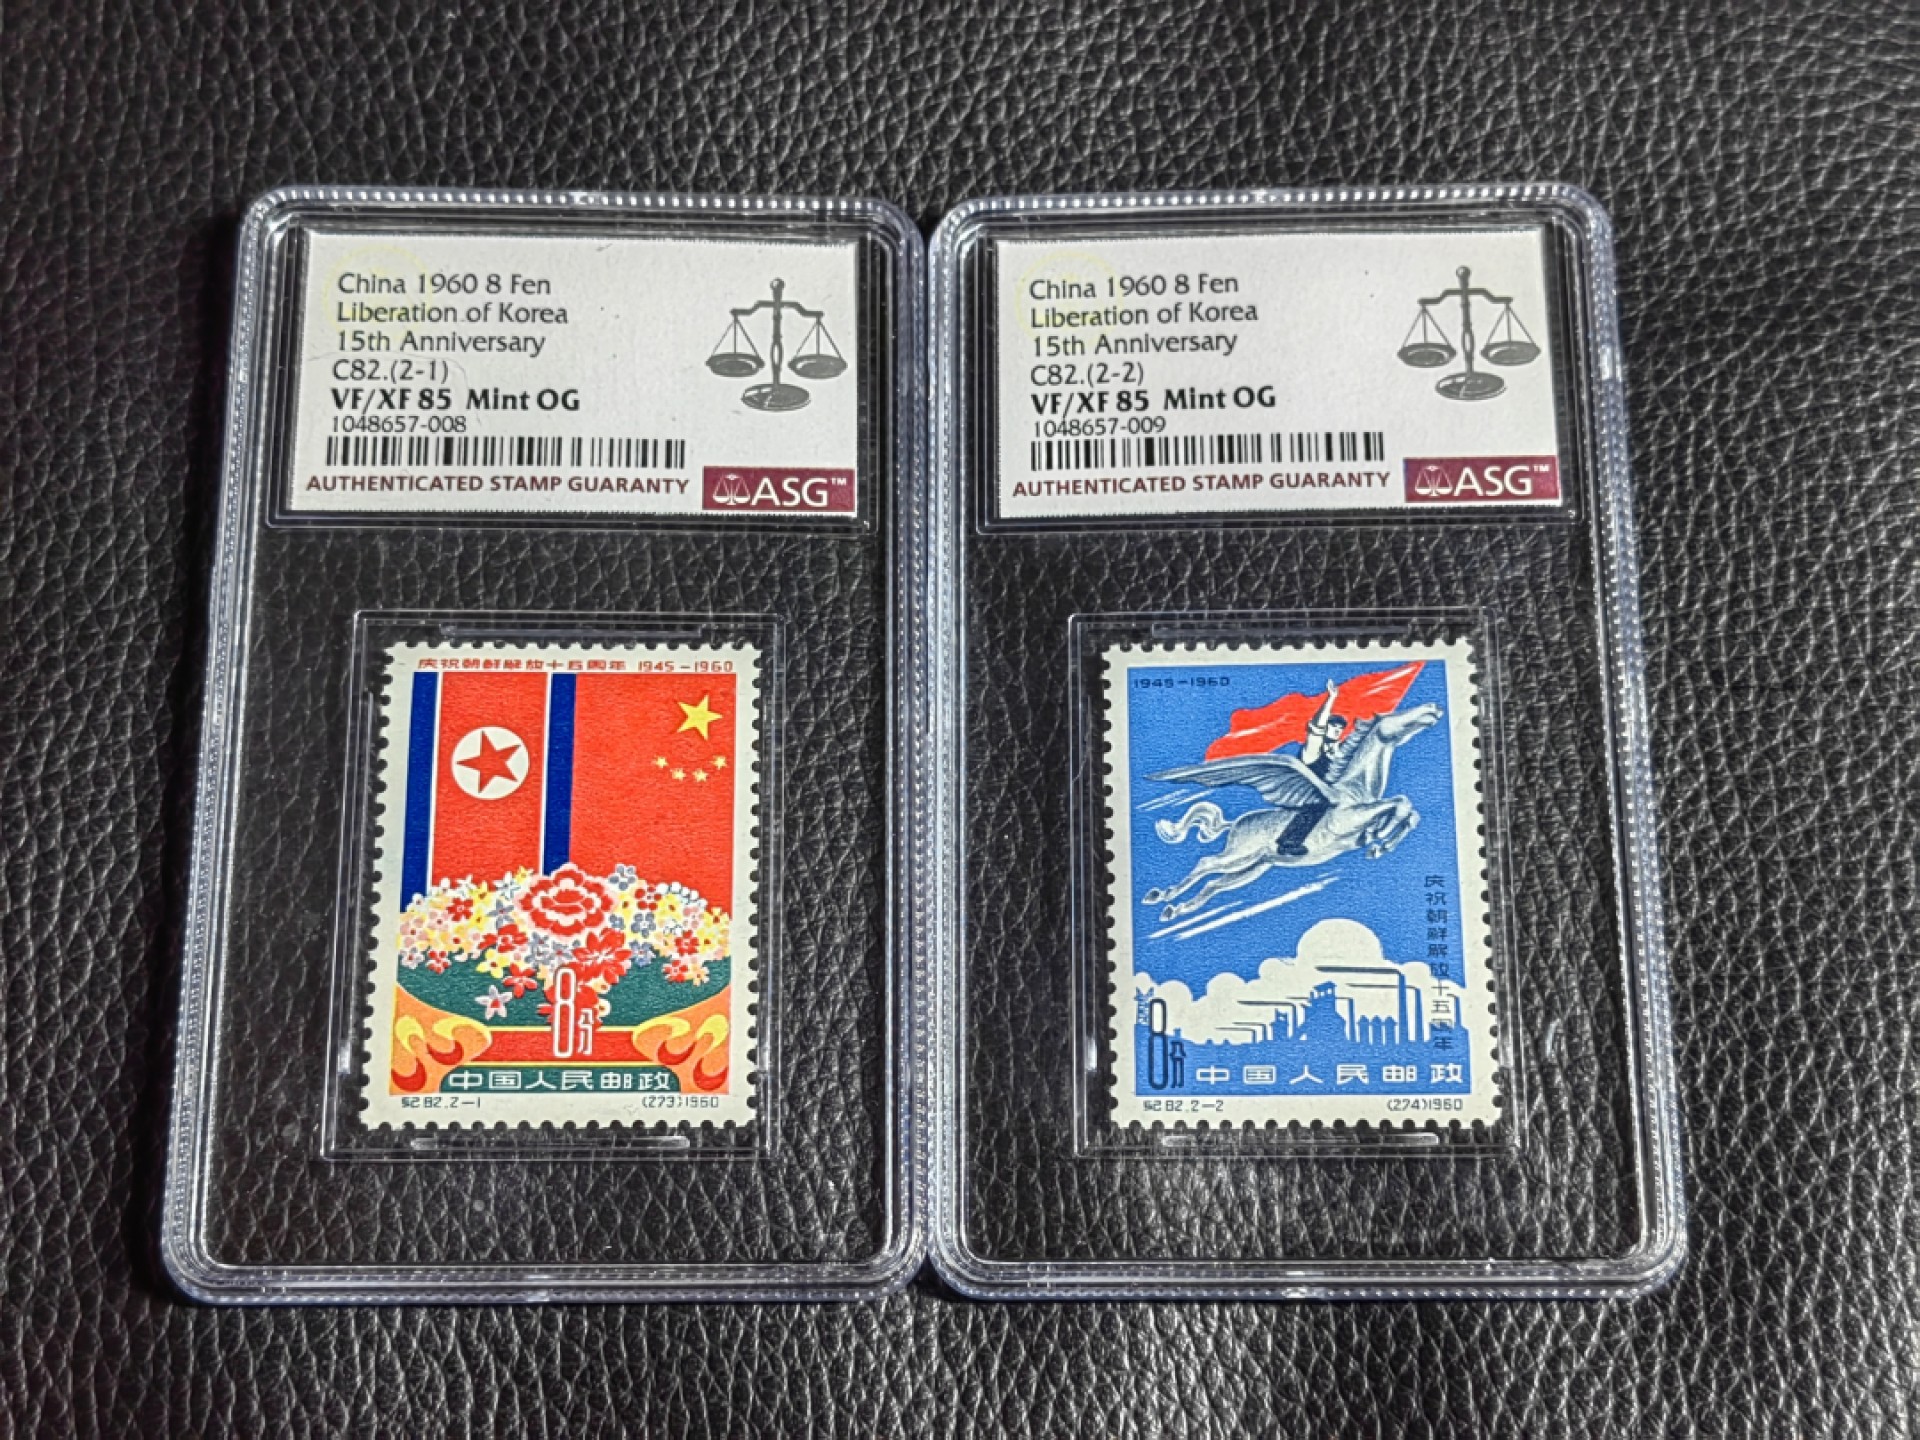 China 1960 8 Fen
Liberation of Korea
15th Anniversary
C82.(2-1)
VF/XF 85 Mint OG
1048657-008
AUTHENTICATED STAMP GUARANTY
ASG™
庆祝朝鲜解放十五周年 1945-1960
8分
中国人民邮政
纪82.2-1
(273)1960
China 1960 8 Fen
Liberation of Korea
15th Anniversary
C82.(2-2)
VF/XF 85 Mint OG
1048657-009
AUTHENTICATED STAMP GUARANTY
ASG™
1945-1960
庆祝朝鲜解放十五周年
8分
中国人民邮政
纪82.2-2
(274)1960